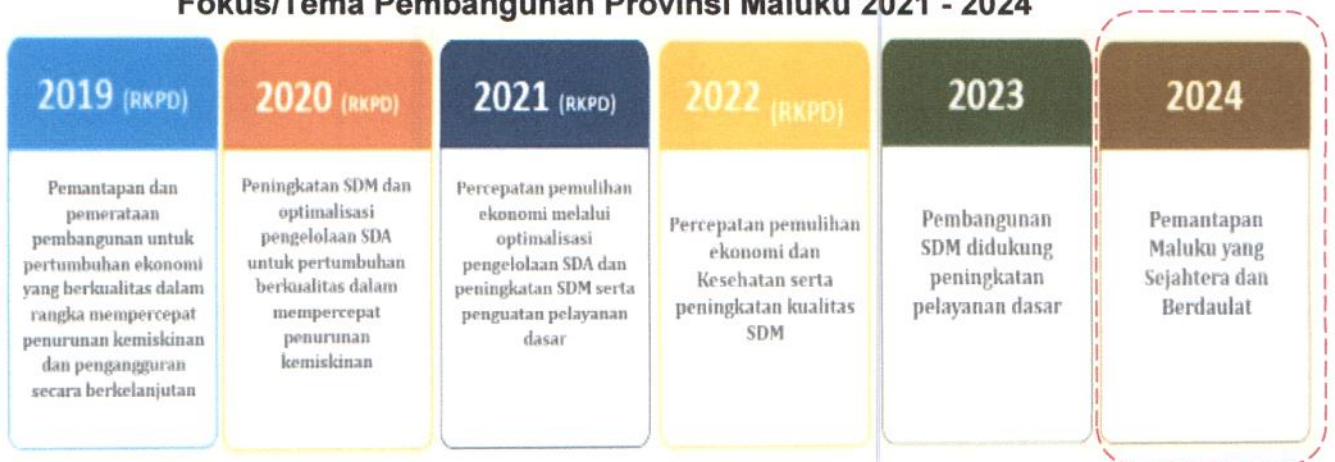 Fokus/Tema Pembangunan Provinsi Maluku 2021 - 2024
2019 (RKPD)
Pemantapan dan
pemerataan
pembangunan untuk
pertumbuhan ekonomi
yang berkualitas dalam
rangka mempercepat
penurunan kemiskinan
dan pengangguran
secara berkelanjutan
2020 (RKPD)
Peningkatan SDM dan
optimalisasi
pengelolaan SDA
untuk pertumbuhan
berkualitas dalam
mempercepat
penurunan
kemiskinan
2021 (RKPD)
Percepatan pemulihan
ekonomi melalui
optimalisasi
pengelolaan SDA dan
peningkatan SDM serta
penguatan pelayanan
dasar
2022 (RKPD)
Percepatan pemulihan
ekonomi dan
Kesehatan serta
peningkatan kualitas
SDM
2023
Pembangunan
SDM didukung
peningkatan
pelayanan dasar
2024
Pemantapan
Maluku yang
Sejahtera dan
Berdaulat